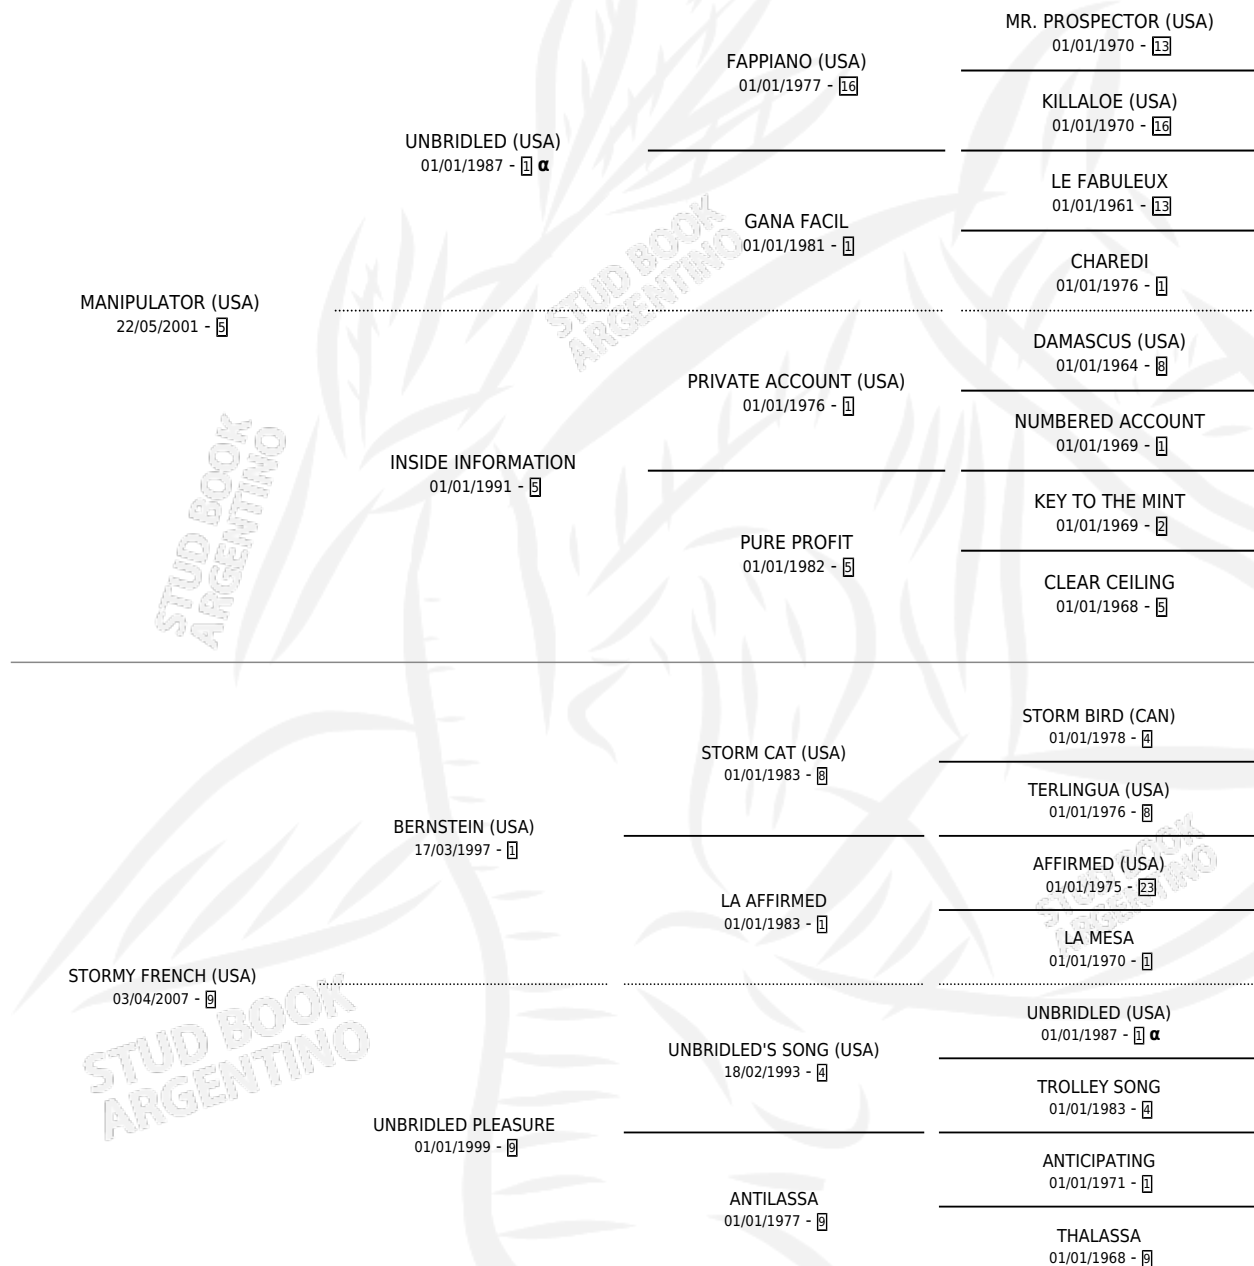 MR. PROSPECTOR (USA)
01/01/1970 - 13
FAPPIANO (USA)
01/01/1977 - 16
KILLALOE (USA)
01/01/1970 - 16
UNBRIDLED (USA)
01/01/1987 - 1 α
LE FABULEUX
01/01/1961 - 13
GANA FACIL
01/01/1981 - 1
CHAREDI
01/01/1976 - 1
MANIPULATOR (USA)
22/05/2001 - 5
DAMASCUS (USA)
01/01/1964 - 8
PRIVATE ACCOUNT (USA)
01/01/1976 - 1
NUMBERED ACCOUNT
01/01/1969 - 1
INSIDE INFORMATION
01/01/1991 - 5
KEY TO THE MINT
01/01/1969 - 2
PURE PROFIT
01/01/1982 - 5
CLEAR CEILING
01/01/1968 - 5
STORM BIRD (CAN)
01/01/1978 - 4
STORM CAT (USA)
01/01/1983 - 8
TERLINGUA (USA)
01/01/1976 - 8
BERNSTEIN (USA)
17/03/1997 - 1
AFFIRMED (USA)
01/01/1975 - 23
LA AFFIRMED
01/01/1983 - 1
LA MESA
01/01/1970 - 1
STORMY FRENCH (USA)
03/04/2007 - 9
UNBRIDLED (USA)
01/01/1987 - 1 α
UNBRIDLED'S SONG (USA)
18/02/1993 - 4
TROLLEY SONG
01/01/1983 - 4
UNBRIDLED PLEASURE
01/01/1999 - 9
ANTICIPATING
01/01/1971 - 1
ANTILASSA
01/01/1977 - 9
THALASSA
01/01/1968 - 9
STUD BOOK
ARGENTINO
STUD BOOK
ARGENTINO
STUD BOOK
ARGENTINO
STUD BOOK
ARGENTINO